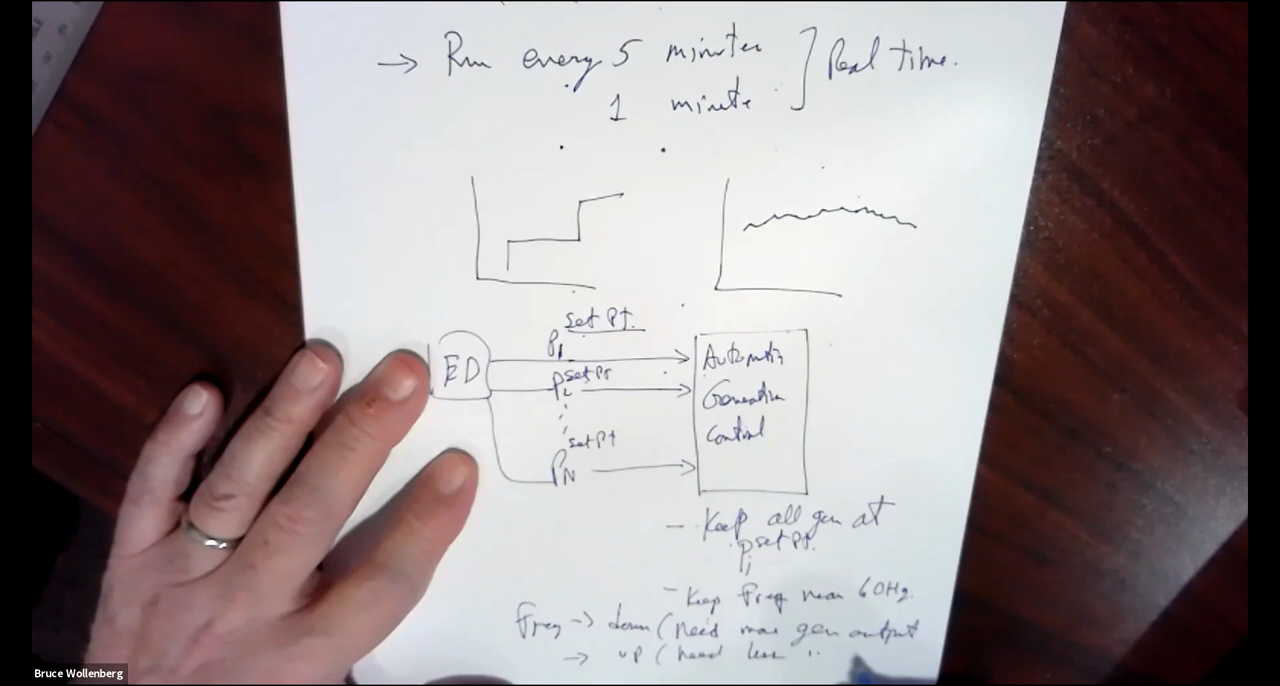 → Run every 5 minutes ] Real time.
1 minute
Set Pt.
ED P1 Automatic
P2 set Pt
Generation
Control
set Pt
PN
- Keep all gen at
Pi set Pt.
- Keep freq near 60Hz.
Freq → down (need more gen output
→ up (need less "
Bruce Wollenberg